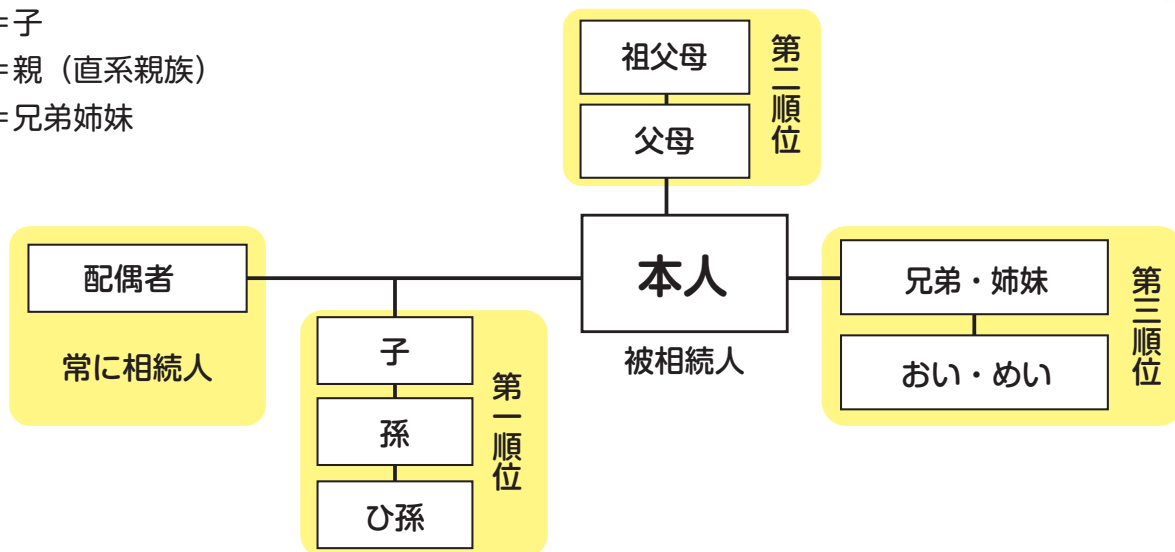 ＝子
＝親（直系親族）
＝兄弟姉妹
祖父母
父母
第二順位
配偶者
常に相続人
本人
被相続人
兄弟・姉妹
おい・めい
第三順位
子
孫
ひ孫
第一順位